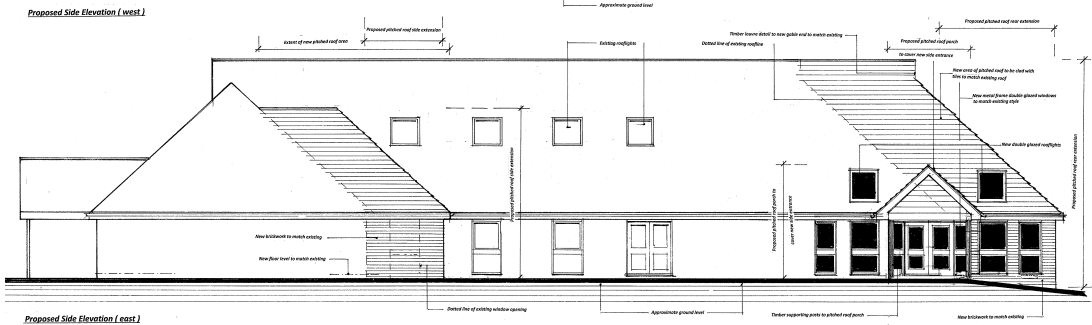 Approximate ground level
Proposed Side Elevation ( west )
Proposed pitched roof rear extension
Proposed pitched roof side extension
Extent of new pitched roof area
Existing rooflights
Timber louvre detail to new gable end to match existing
Dotted line of existing roofline
Proposed pitched roof porch
to cover new side entrance
New area of pitched roof to be clad with
tiles to match existing roof
New metal frame double glazed windows
to match existing style
New double glazed rooflights
Proposed pitched roof side extension
Proposed pitched roof porch to
cover new side entrance
Proposed pitched roof rear extension
New brickwork to match existing
New floor level to match existing
Dotted line of existing window opening
Approximate ground level
Timber supporting posts to pitched roof porch
New brickwork to match existing
Proposed Side Elevation ( east )